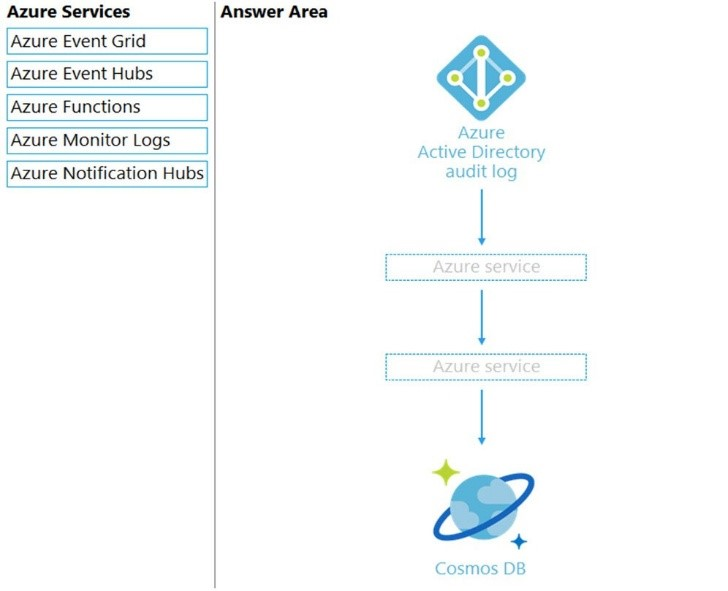 Azure Services
Answer Area
Azure Event Grid
Azure Event Hubs
Azure Functions
Azure Monitor Logs
Azure Notification Hubs
Azure
Active Directory
audit log
Azure service
Azure service
Cosmos DB